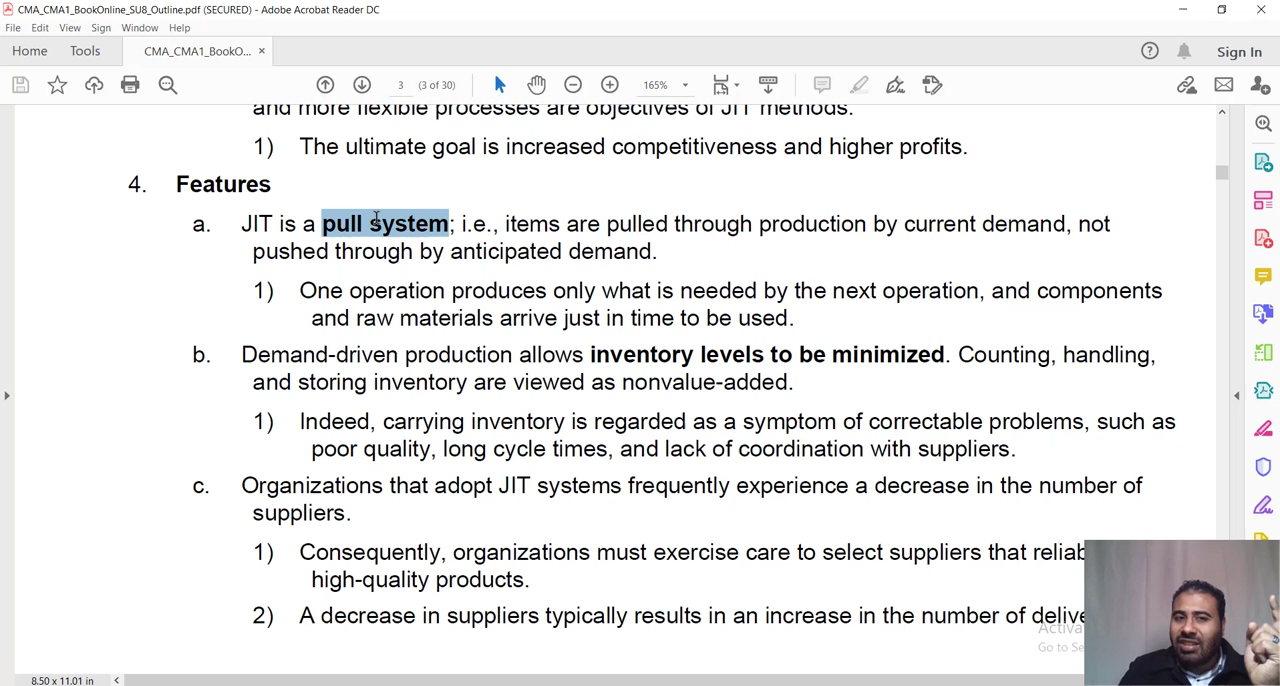 CMA_CMA1_BookOnline_SU8_Outline.pdf (SECURED) - Adobe Acrobat Reader DC
File Edit View Sign Window Help
Home Tools CMA_CMA1_BookO... × Sign In
3 (3 of 30) 165%
and more flexible processes are objectives of JIT methods.
1) The ultimate goal is increased competitiveness and higher profits.
4. Features
a. JIT is a pull system; i.e., items are pulled through production by current demand, not
pushed through by anticipated demand.
1) One operation produces only what is needed by the next operation, and components
and raw materials arrive just in time to be used.
b. Demand-driven production allows inventory levels to be minimized. Counting, handling,
and storing inventory are viewed as nonvalue-added.
1) Indeed, carrying inventory is regarded as a symptom of correctable problems, such as
poor quality, long cycle times, and lack of coordination with suppliers.
c. Organizations that adopt JIT systems frequently experience a decrease in the number of
suppliers.
1) Consequently, organizations must exercise care to select suppliers that
high-quality products.
2) A decrease in suppliers typically results in an increase in the number of
Go to
8.50 x 11.01 in